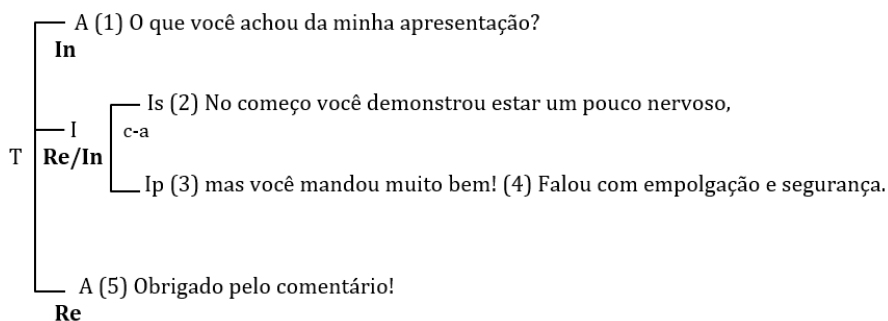 A (1) O que você achou da minha apresentação?
In
Is (2) No começo você demonstrou estar um pouco nervoso,
I
c-a
T
Re/In
Ip (3) mas você mandou muito bem! (4) Falou com empolgação e segurança.
A (5) Obrigado pelo comentário!
Re